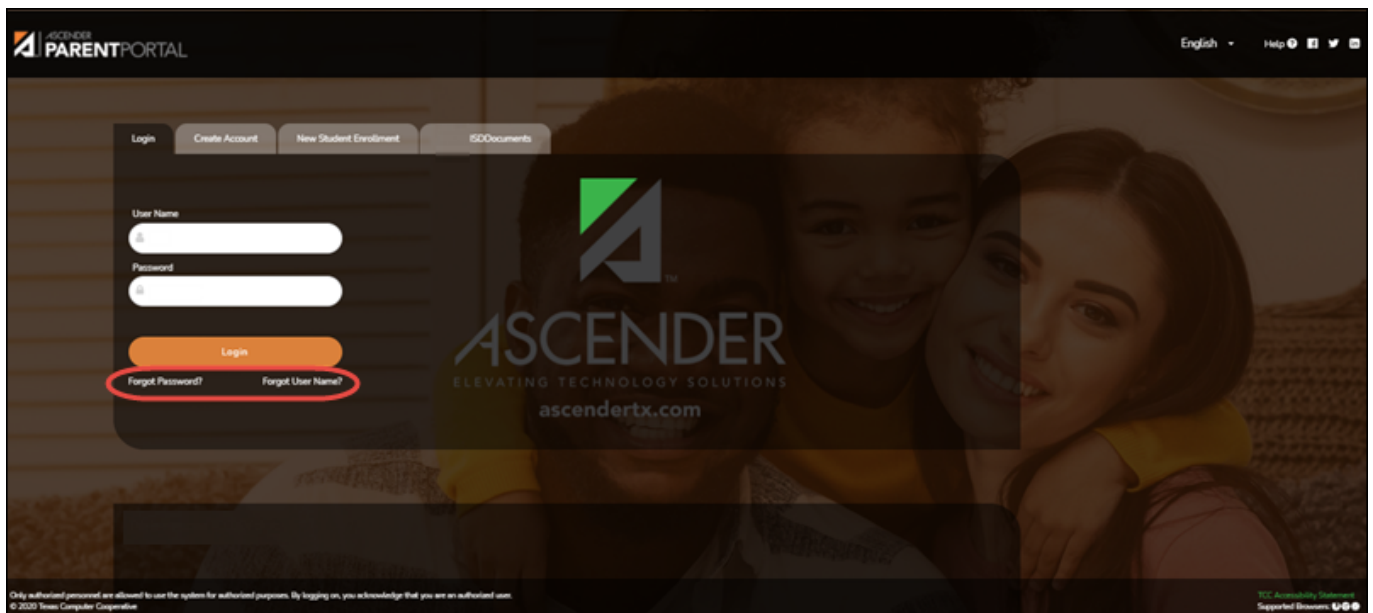 ASCENDER
PARENTPORTAL
English
Help
Login
Create Account
New Student Enrollment
ISDDocuments
User Name
Password
Login
Forgot Password?
Forgot User Name?
TM
ASCENDER
ELEVATING TECHNOLOGY SOLUTIONS
ascendertx.com
Only authorized personnel are allowed to use the system for authorized purposes. By logging on, you acknowledge that you are an authorized user.
© 2020 Texas Computer Cooperative
TCC Accessibility Statement
Supported Browsers: